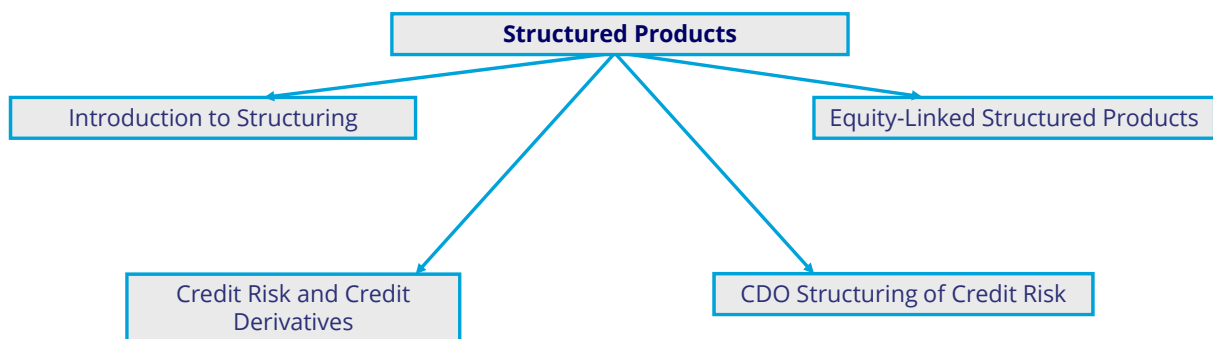 Structured Products
Introduction to Structuring
Equity-Linked Structured Products
Credit Risk and Credit
Derivatives
CDO Structuring of Credit Risk